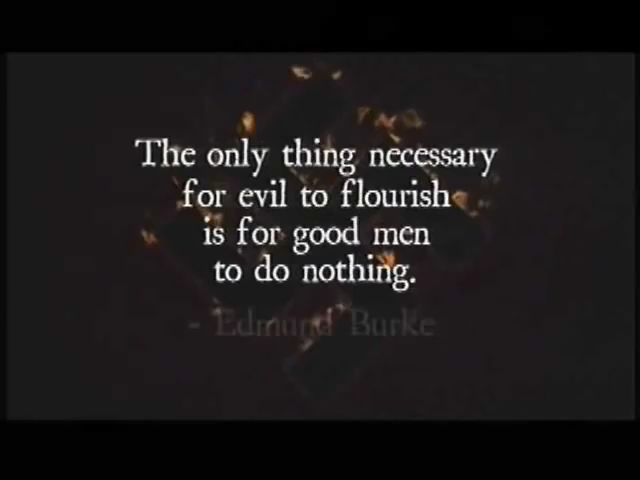 The only thing necessary
for evil to flourish
is for good men
to do nothing.
- Edmund Burke